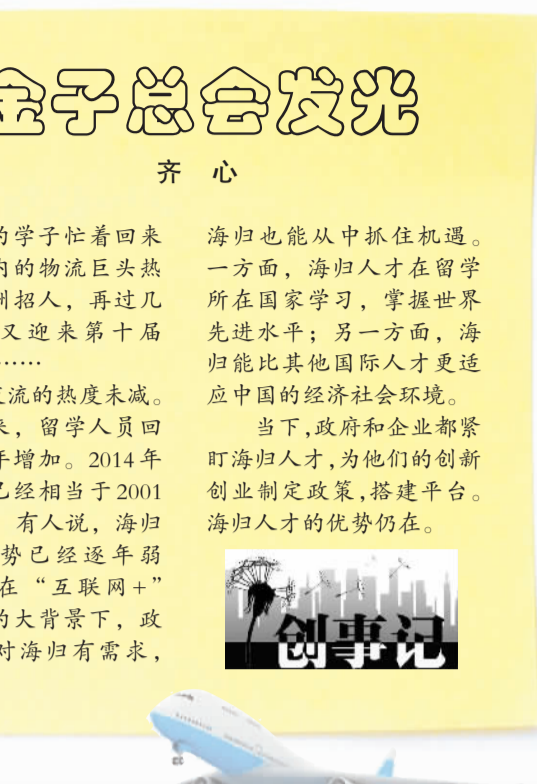 金子总会发光
齐 心
的学子忙着回来
内的物流巨头热
州招人，再过几
又迎来第十届
……
流的热度未减。
来，留学人员回
年增加。2014年
已经相当于2001
有人说，海归
势已经逐年弱
在“互联网+”
的大背景下，政
对海归有需求，
海归也能从中抓住机遇。
一方面，海归人才在留学
所在国家学习，掌握世界
先进水平；另一方面，海
归能比其他国际人才更适
应中国的经济社会环境。
当下,政府和企业都紧
盯海归人才,为他们的创新
创业制定政策,搭建平台。
海归人才的优势仍在。
创事记